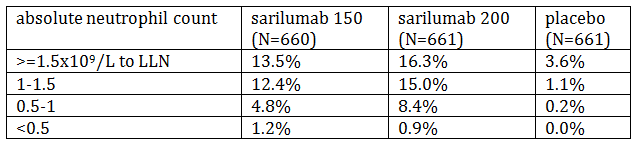 absolute neutrophil count sarilumab 150 (N=660) sarilumab 200 (N=661) placebo (N=661)
>=1.5x10⁹/L to LLN 13.5% 16.3% 3.6%
1-1.5 12.4% 15.0% 1.1%
0.5-1 4.8% 8.4% 0.2%
<0.5 1.2% 0.9% 0.0%